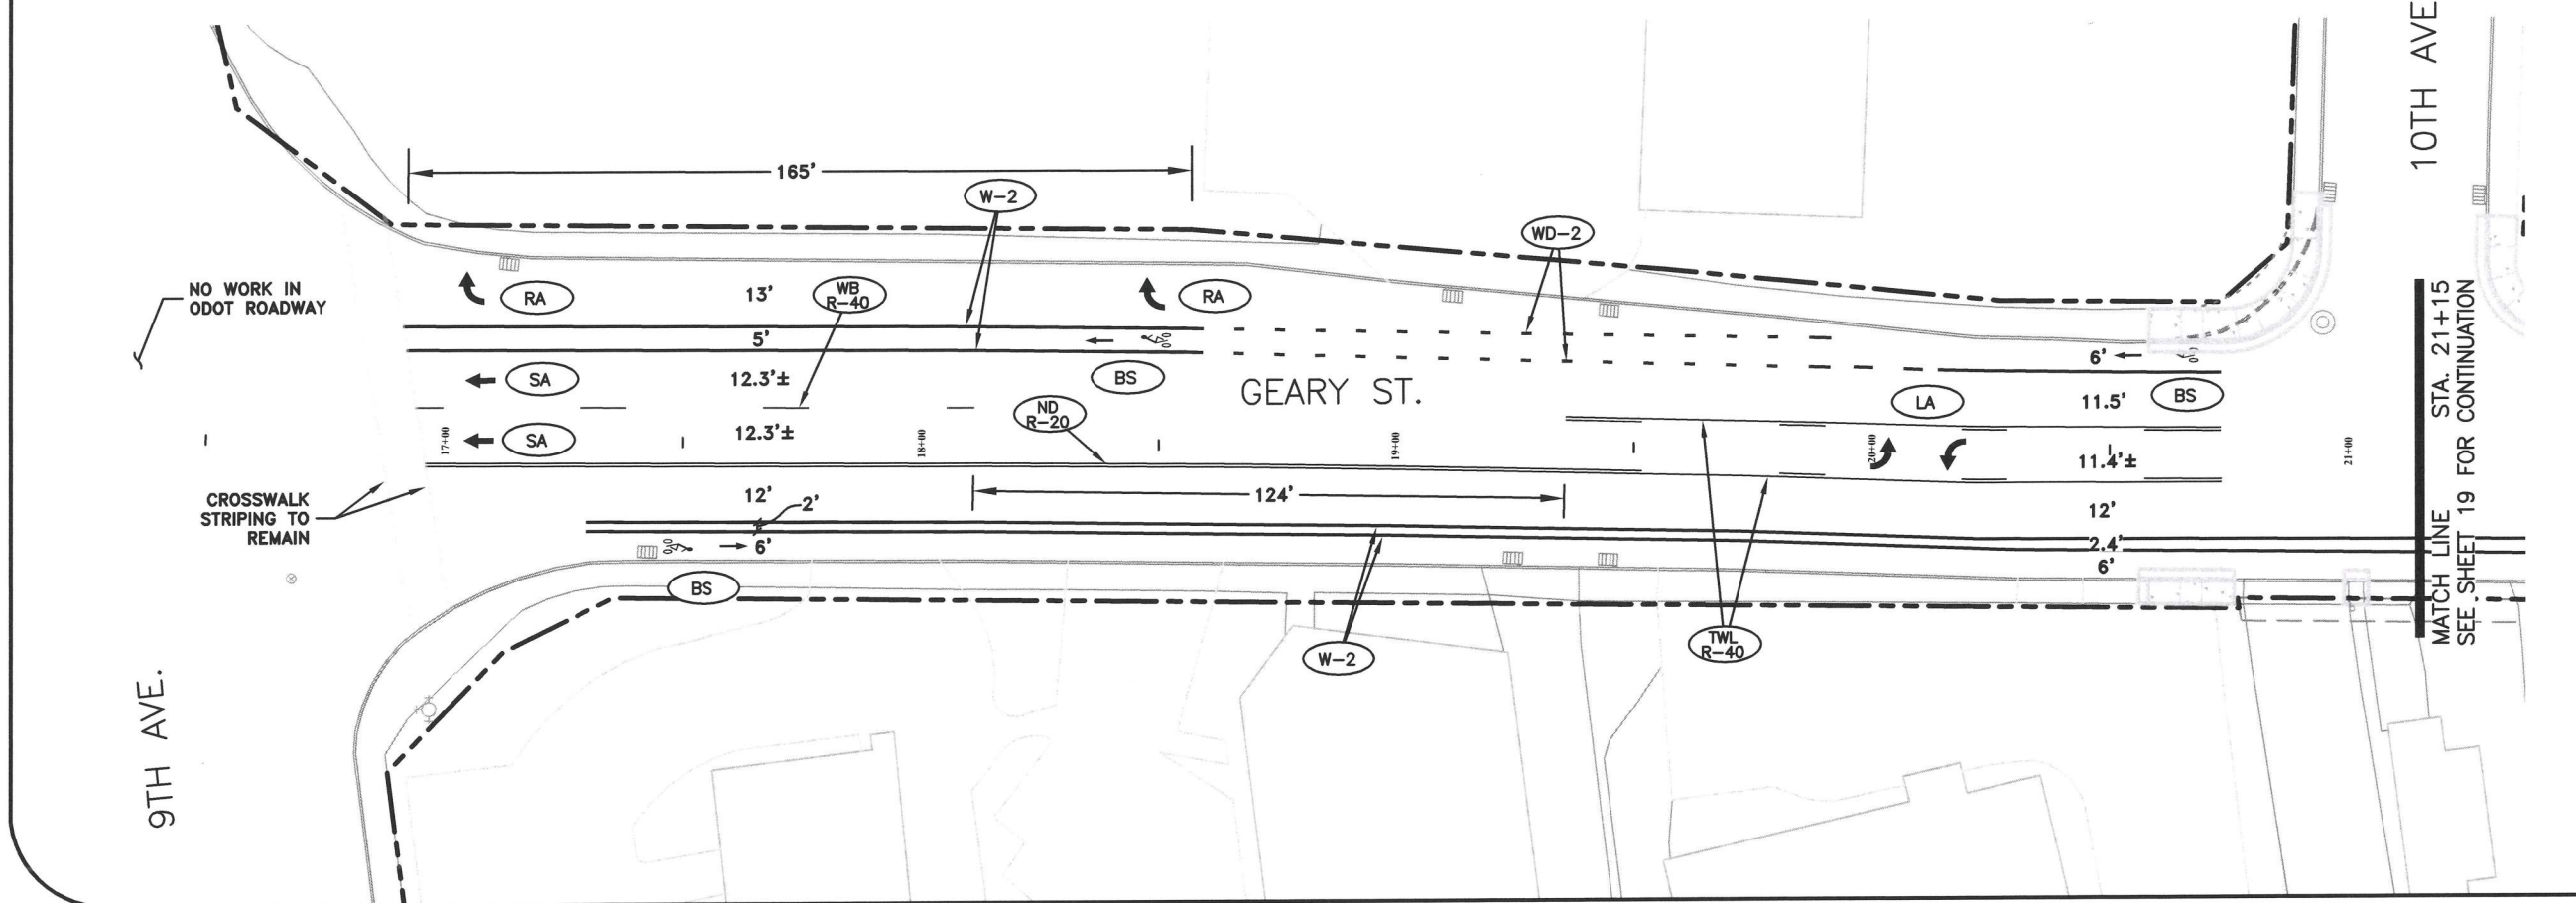 10TH AVE
165'
W-2
WD-2
NO WORK IN
ODOT ROADWAY
RA
13'
WB
R-40
RA
5'
6'
SA
12.3'±
BS
GEARY ST.
LA
11.5'
BS
ND
R-20
SA
12.3'±
17+00
18+00
19+00
20+00
11.4'±
21+00
CROSSWALK
STRIPING TO
REMAIN
12'
2'
124'
12'
6'
2.4'
6'
BS
W-2
TWL
R-40
MATCH LINE STA. 21+15
SEE SHEET 19 FOR CONTINUATION
9TH AVE.